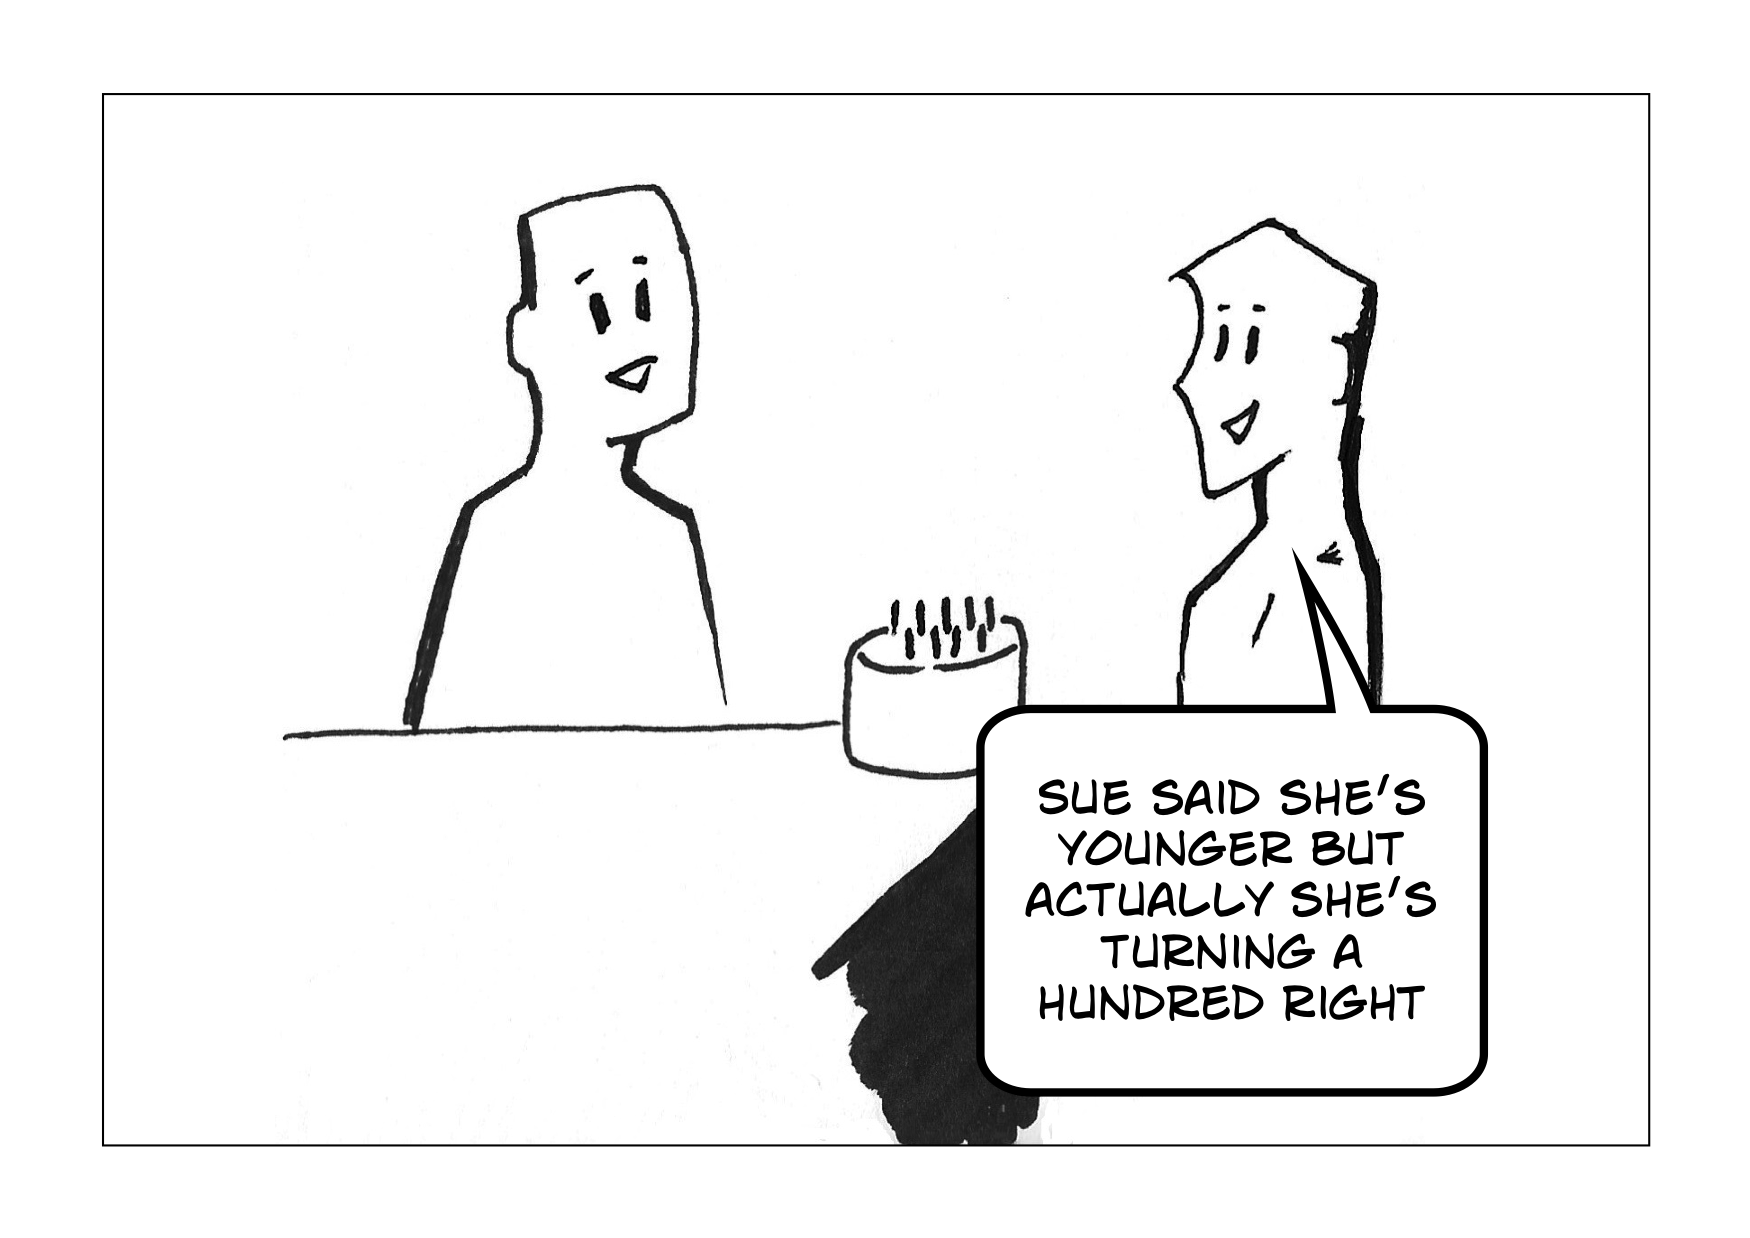 SUE SAID SHE'S
YOUNGER BUT
ACTUALLY SHE'S
TURNING A
HUNDRED RIGHT